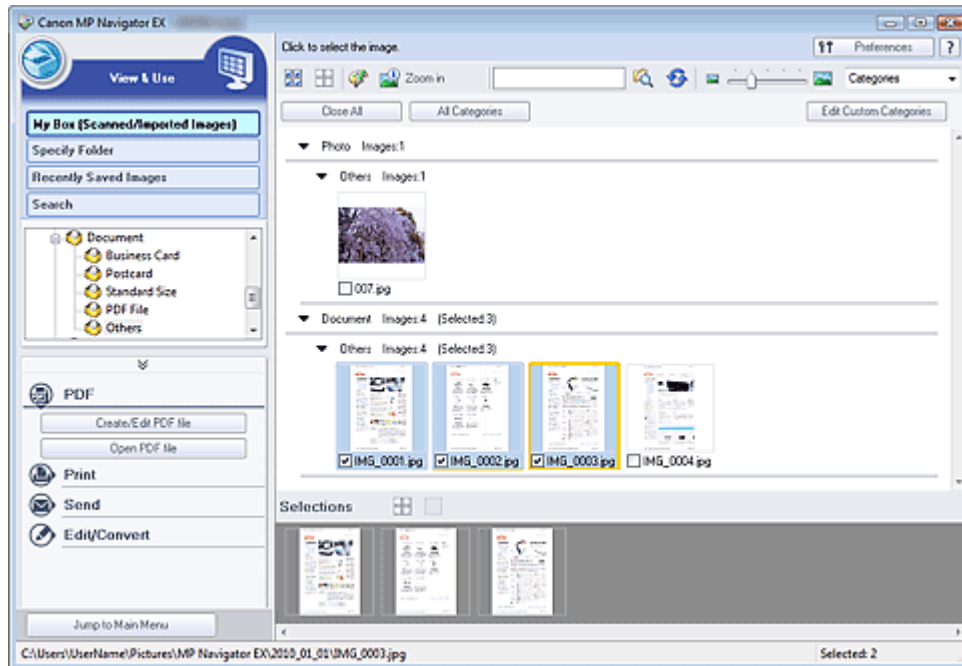 Canon MP Navigator EX
View & Use
My Box (Scanned/Imported Images)
Specify Folder
Recently Saved Images
Search
Document
Business Card
Postcard
Standard Size
PDF File
Others
PDF
Create/Edit PDF file
Open PDF file
Print
Send
Edit/Convert
Jump to Main Menu
Click to select the image.
Preferences
?
Zoom in
Categories
Close All
All Categories
Edit Custom Categories
Photo Images:1
Others Images:1
007.jpg
Document Images:4 (Selected:3)
Others Images:4 (Selected:3)
IMG_0001.jpg
IMG_0002.jpg
IMG_0003.jpg
IMG_0004.jpg
Selections
C:\Users\UserName\Pictures\MP Navigator EX\2010_01_01\IMG_0003.jpg
Selected: 2